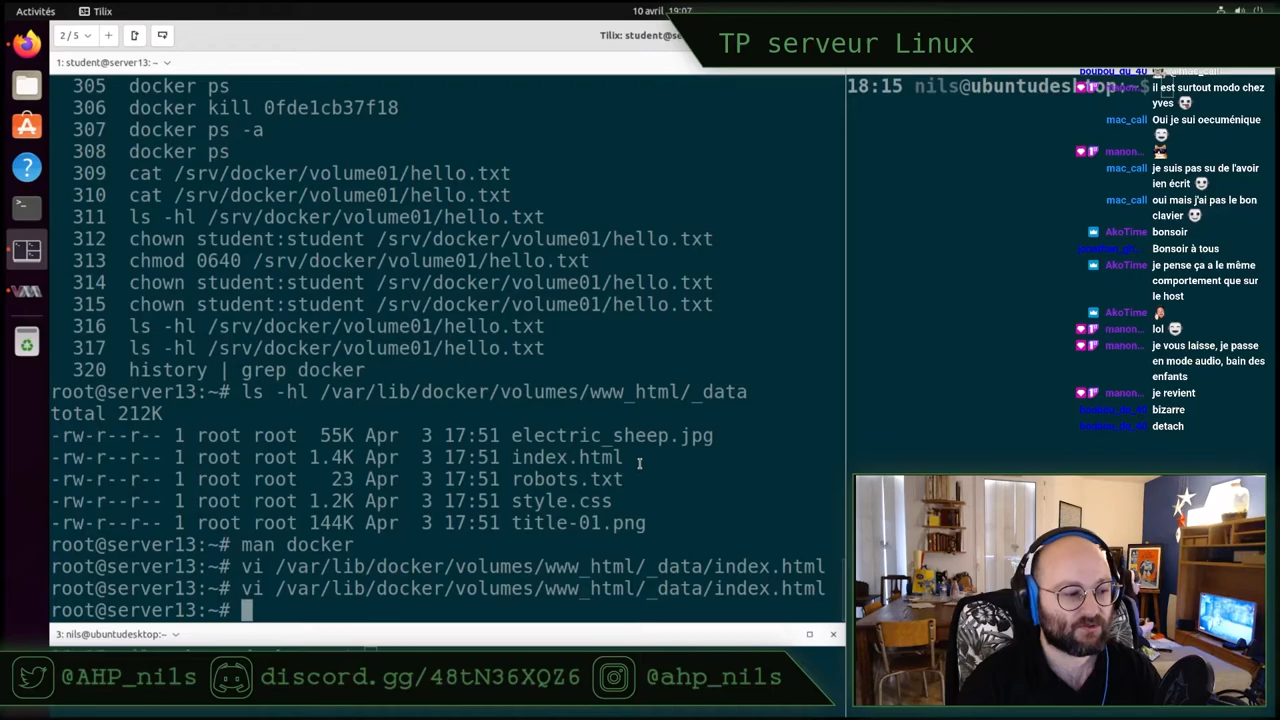 Activités
Tilix
10 avril 19:07
2/5
Tilix: student@se
TP serveur Linux
1: student@server13: ~
305 docker ps
306 docker kill 0fde1cb37f18
307 docker ps -a
308 docker ps
309 cat /srv/docker/volume01/hello.txt
310 cat /srv/docker/volume01/hello.txt
311 ls -hl /srv/docker/volume01/hello.txt
312 chown student:student /srv/docker/volume01/hello.txt
313 chmod 0640 /srv/docker/volume01/hello.txt
314 chown student:student /srv/docker/volume01/hello.txt
315 chown student:student /srv/docker/volume01/hello.txt
316 ls -hl /srv/docker/volume01/hello.txt
317 ls -hl /srv/docker/volume01/hello.txt
320 history | grep docker
root@server13:~# ls -hl /var/lib/docker/volumes/www_html/_data
total 212K
-rw-r--r-- 1 root root 55K Apr 3 17:51 electric_sheep.jpg
-rw-r--r-- 1 root root 1.4K Apr 3 17:51 index.html
-rw-r--r-- 1 root root 23 Apr 3 17:51 robots.txt
-rw-r--r-- 1 root root 1.2K Apr 3 17:51 style.css
-rw-r--r-- 1 root root 144K Apr 3 17:51 title-01.png
root@server13:~# man docker
root@server13:~# vi /var/lib/docker/volumes/www_html/_data/index.html
root@server13:~# vi /var/lib/docker/volumes/www_html/_data/index.html
root@server13:~#
3: nils@ubuntudesktop:~
18:15 nils@ubuntudesktop:~ $
boubou_du_40 @mac_call
manon... il est surtout modo chez
yves
mac_call Oui je sui oecuménique
manon...
mac_call je suis pas su de l'avoir
ien écrit
mac_call oui mais j'ai pas le bon
clavier
AkoTime bonsoir
Bonsoir à tous
AkoTime je pense ça a le même
comportement que sur
le host
AkoTime
manon... lol
manon... je vous laisse, je passe
en mode audio, bain des
enfants
manon... je revient
boubou_du_40 bizarre
boubou_du_40 detach
@AHP_nils
discord.gg/48tN36XQZ6
@ahp_nils